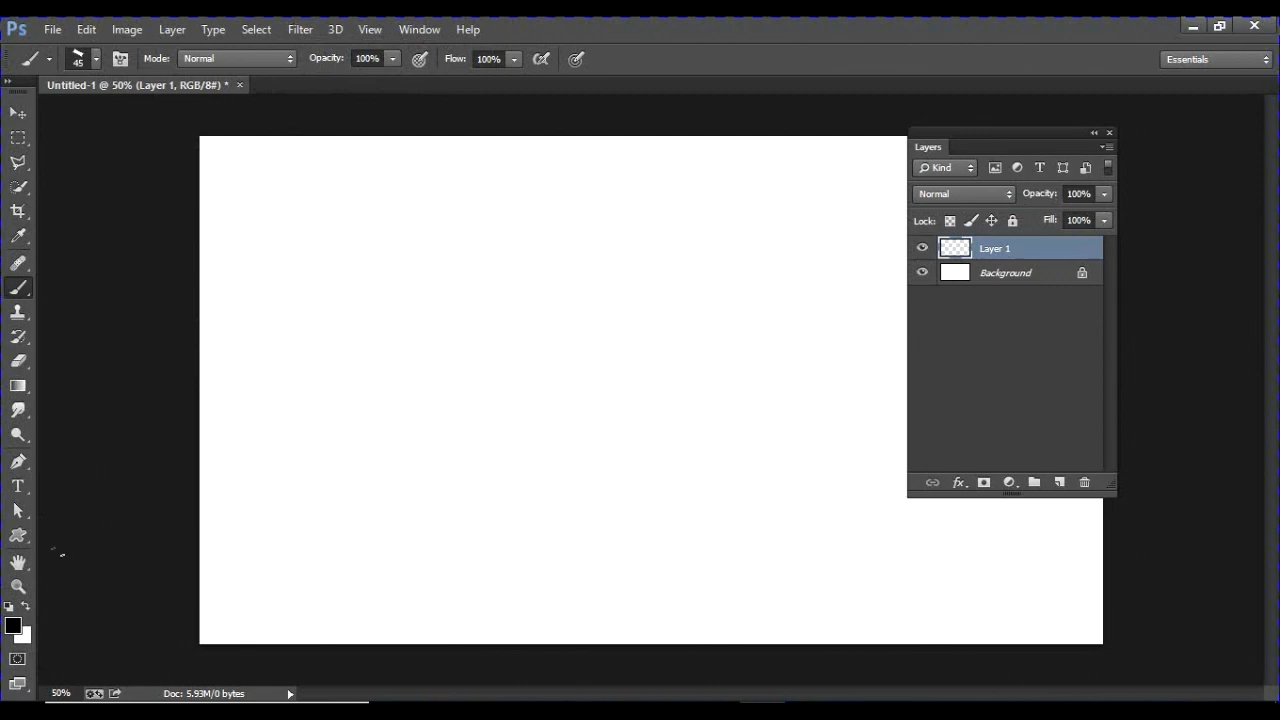 Ps File Edit Image Layer Type Select Filter 3D View Window Help
45 Mode: Normal Opacity: 100% Flow: 100% Essentials
Untitled-1 @ 50% (Layer 1, RGB/8#) * ×
Layers
Kind
Normal Opacity: 100%
Lock: Fill: 100%
Layer 1
Background
50% Doc: 5.93M/0 bytes